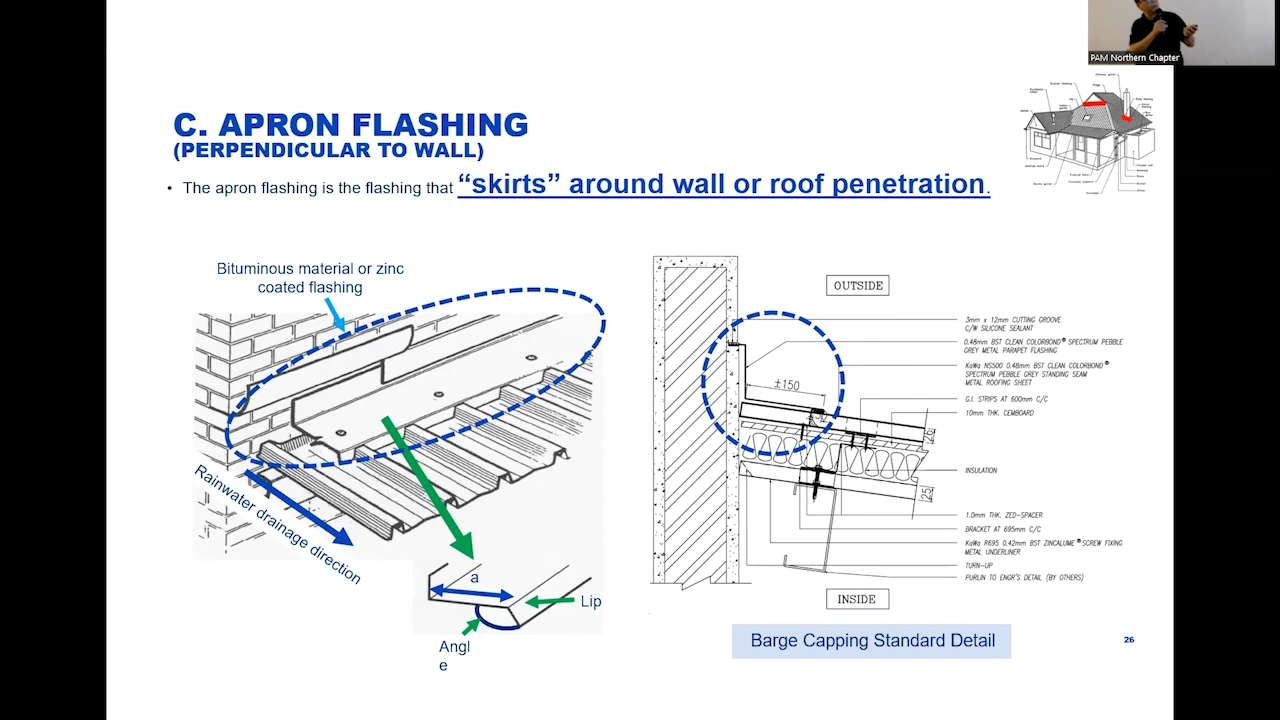 PAM Northern Chapter
C. APRON FLASHING
(PERPENDICULAR TO WALL)
• The apron flashing is the flashing that “skirts” around wall or roof penetration.
Bituminous material or zinc
coated flashing
Rainwater drainage direction
a
Lip
Angl
e
OUTSIDE
3mm x 12mm CUTTING GROOVE
C/W SILICONE SEALANT
0.48mm BST CLEAN COLORBOND® SPECTRUM PEBBLE
GREY METAL PARAPET FLASHING
KaWa NS500 0.48mm BST CLEAN COLORBOND®
SPECTRUM PEBBLE GREY STANDING SEAM
METAL ROOFING SHEET
±150
G.I. STRIPS AT 600mm C/C
10mm THK. CEMBOARD
INSULATION
25
1.0mm THK. ZED-SPACER
BRACKET AT 695mm C/C
KaWa R695 0.42mm BST ZINCALUME® SCREW FIXING
METAL UNDERLINER
TURN-UP
PURLIN TO ENGR'S DETAIL (BY OTHERS)
INSIDE
Barge Capping Standard Detail
26